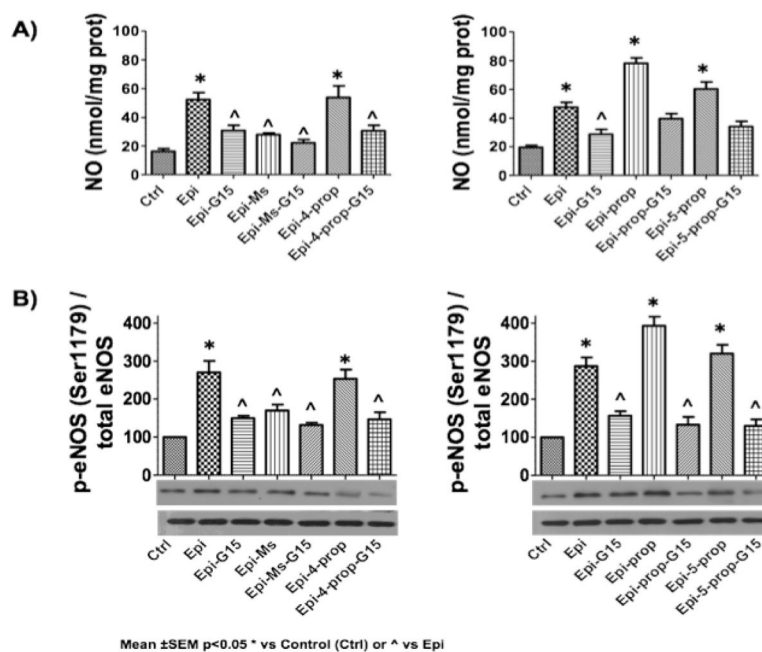 A)
NO (nmol/mg prot)
100
80
60
40
20
0
*
^
^
^
*
^
Ctrl
Epi
Epi-G15
Epi-Ms
Epi-Ms-G15
Epi-4-prop
Epi-4-prop-G15
NO (nmol/mg prot)
100
80
60
40
20
0
*
^
*
*
Ctrl
Epi
Epi-G15
Epi-prop
Epi-prop-G15
Epi-5-prop
Epi-5-prop-G15
B)
p-eNOS (Ser1179) /
total eNOS
400
300
200
100
0
*
^
^
^
*
^
Ctrl
Epi
Epi-G15
Epi-Ms
Epi-Ms-G15
Epi-4-prop
Epi-4-prop-G15
p-eNOS (Ser1179) /
total eNOS
400
300
200
100
0
*
^
*
^
*
^
Ctrl
Epi
Epi-G15
Epi-prop
Epi-prop-G15
Epi-5-prop
Epi-5-prop-G15
Mean ±SEM p<0.05 * vs Control (Ctrl) or ^ vs Epi